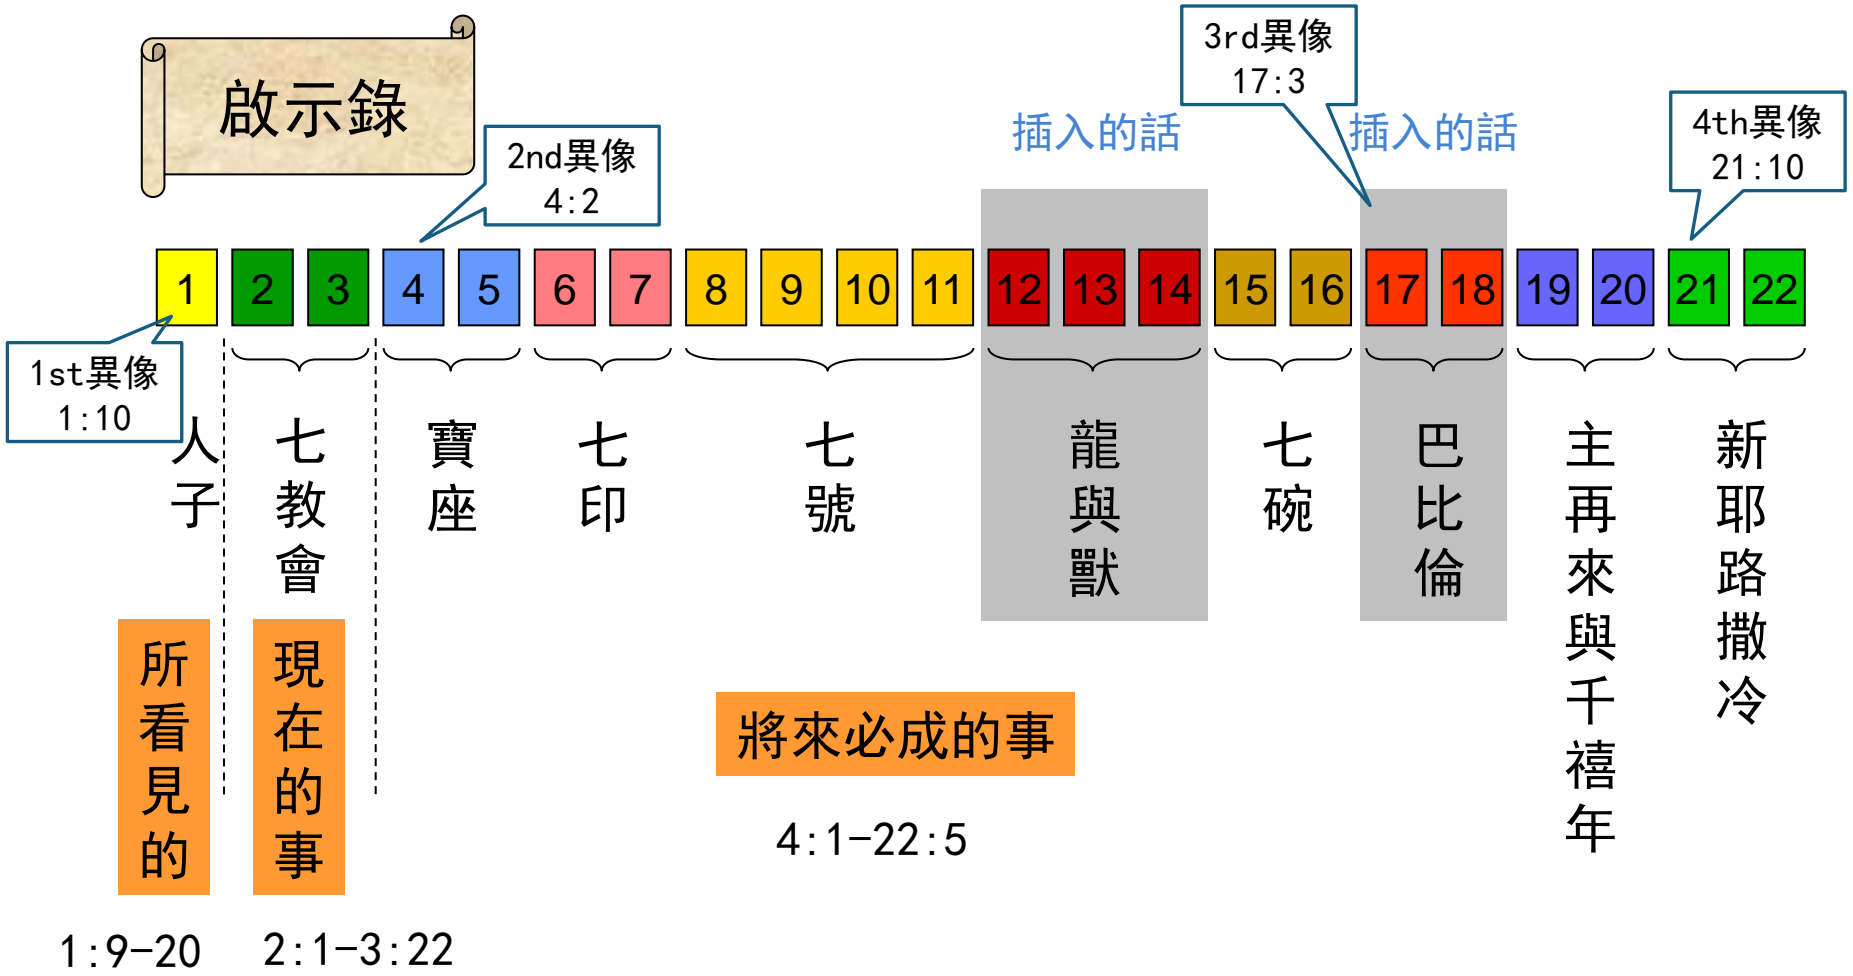 啟示錄
3rd異像
17:3
插入的話
插入的話
4th異像
21:10
2nd異像
4:2
1 2 3 4 5 6 7 8 9 10 11 12 13 14 15 16 17 18 19 20 21 22
1st異像
1:10
人子
七教會
寶座
七印
七號
龍與獸
七碗
巴比倫
主再來與千禧年
新耶路撒冷
所看見的
現在的事
將來必成的事
4:1-22:5
1:9-20
2:1-3:22